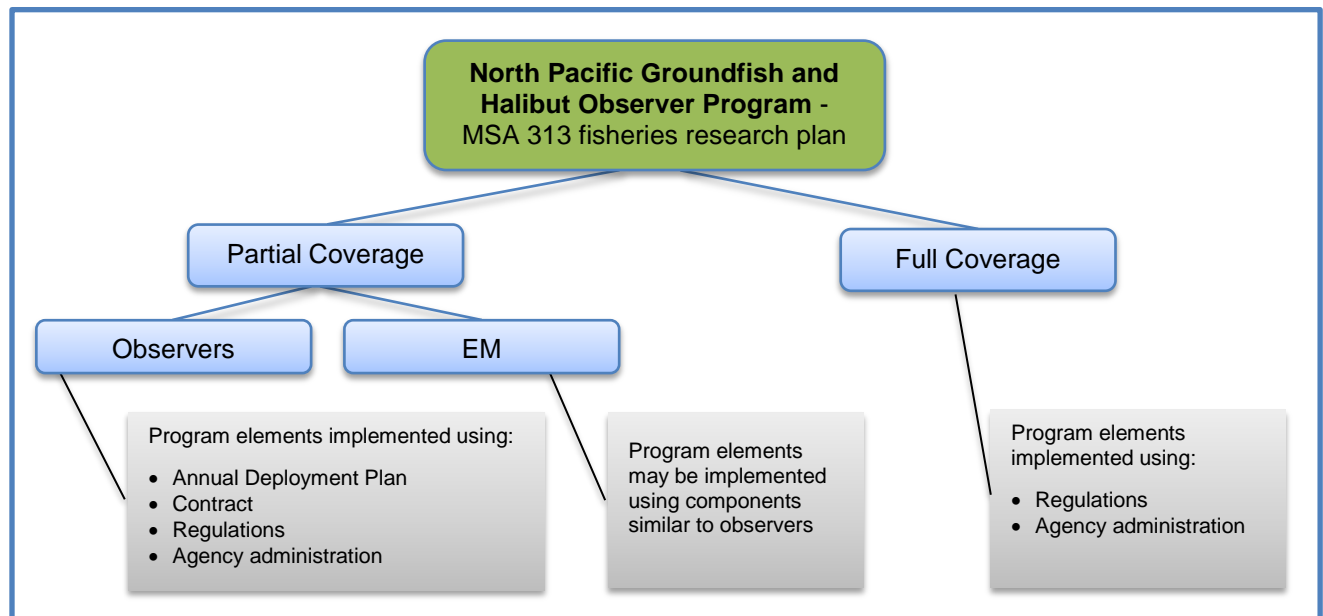 North Pacific Groundfish and
Halibut Observer Program -
MSA 313 fisheries research plan
Partial Coverage
Full Coverage
Observers
EM
Program elements implemented using:
• Annual Deployment Plan
• Contract
• Regulations
• Agency administration
Program elements
may be implemented
using components
similar to observers
Program elements
implemented using:
• Regulations
• Agency administration